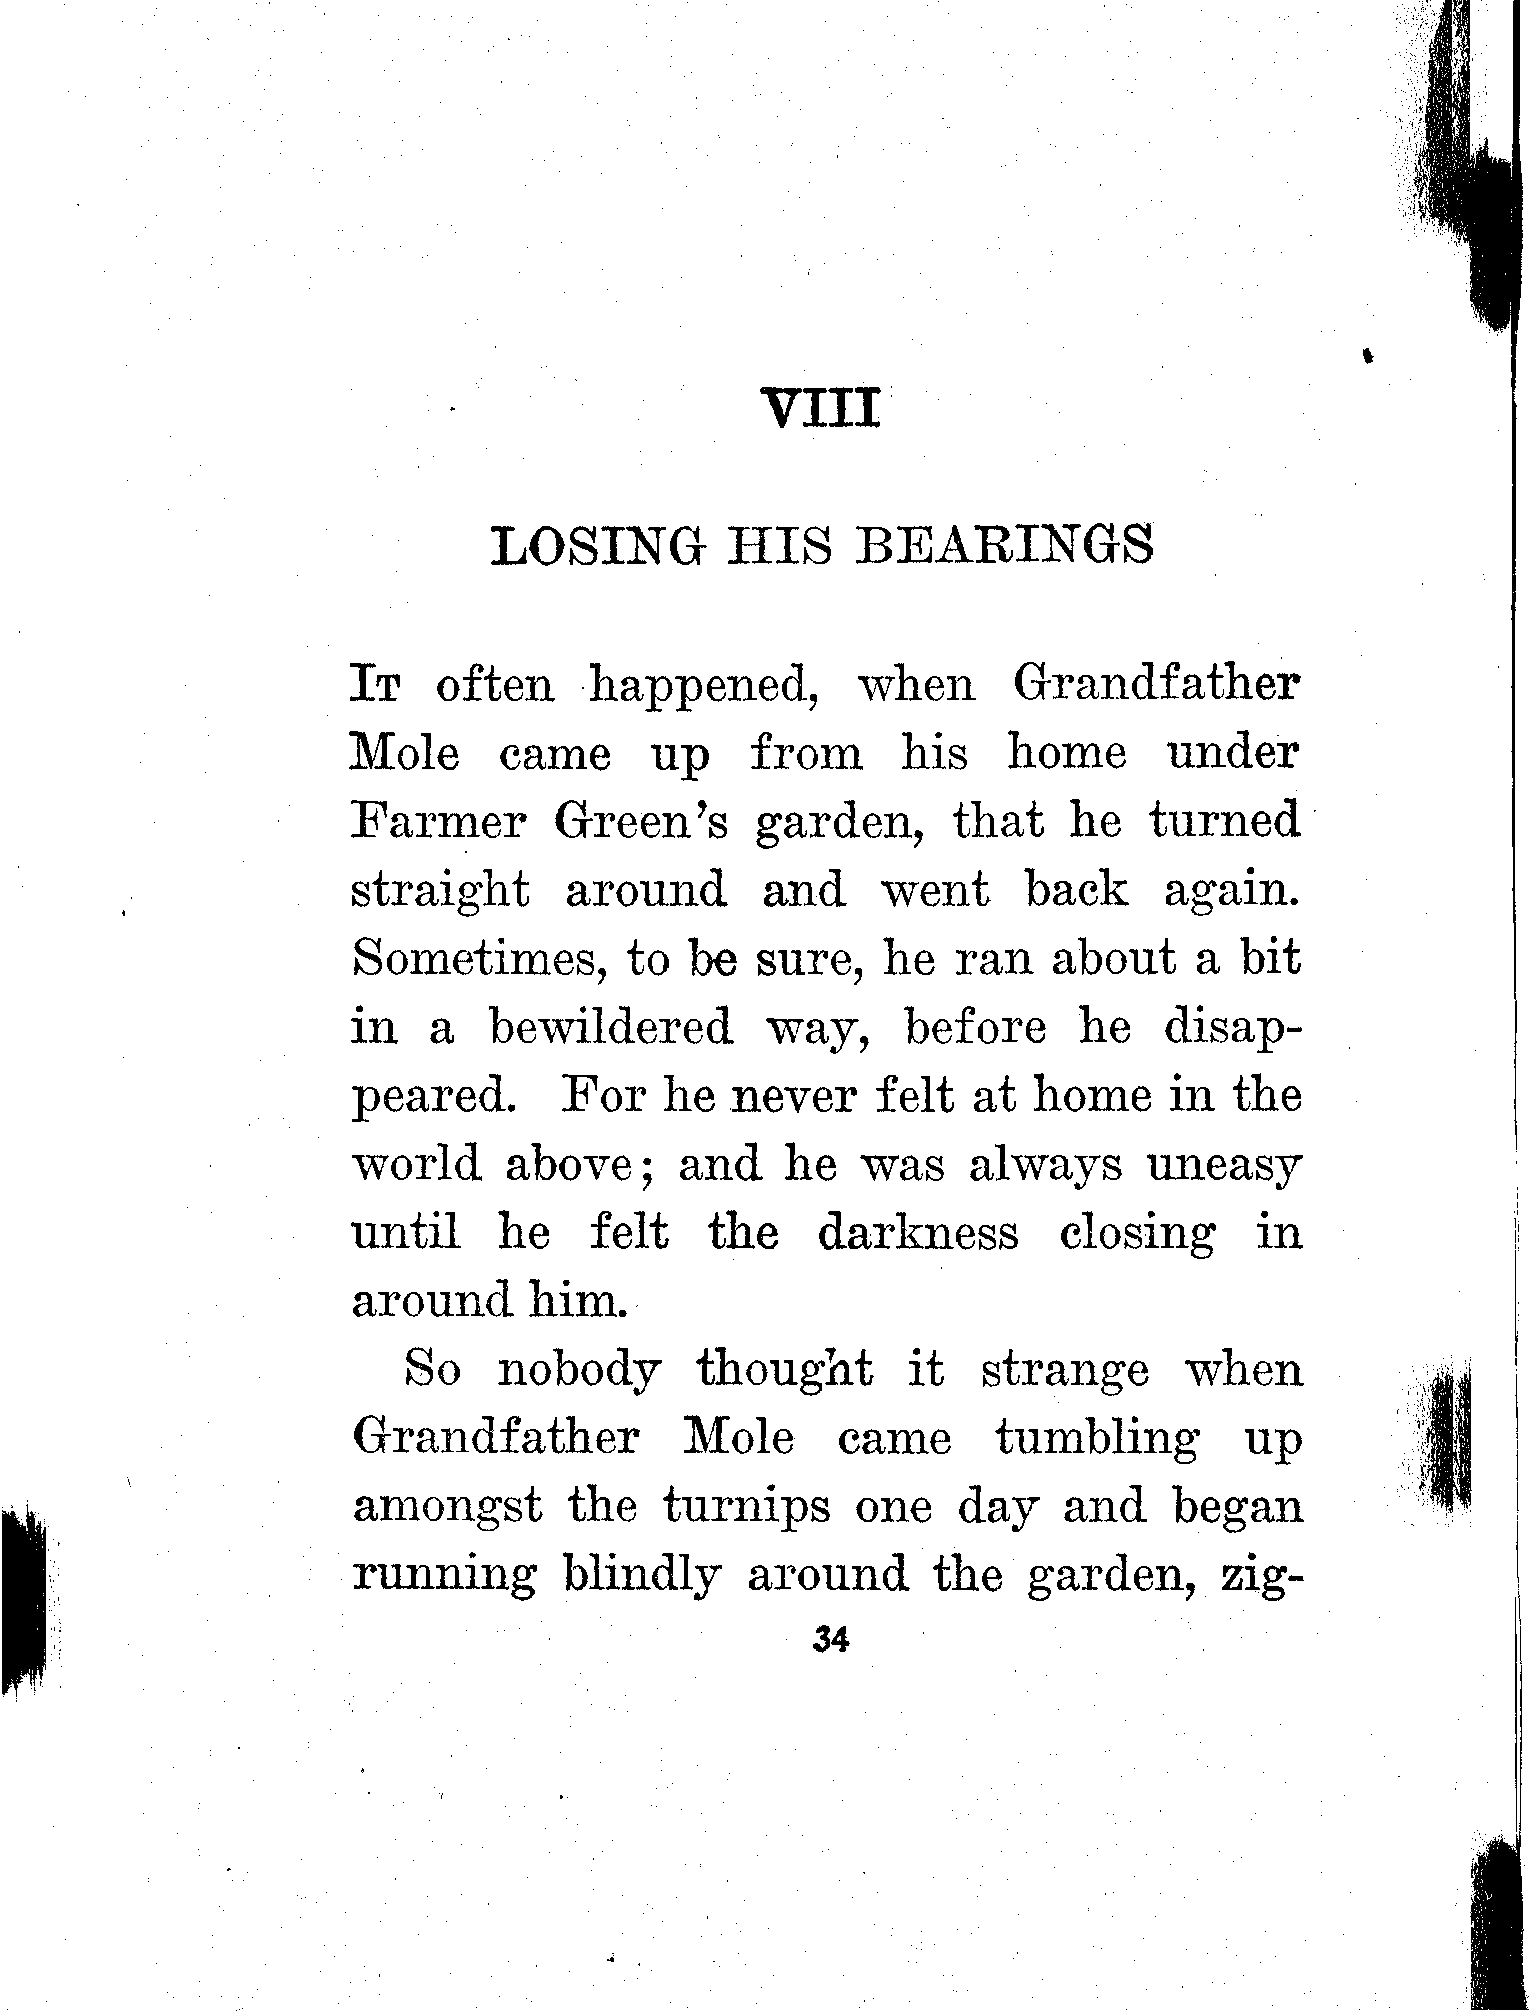 VIII
LOSING HIS BEARINGS
IT often happened, when Grandfather
Mole came up from his home under
Farmer Green's garden, that he turned
straight around and went back again.
Sometimes, to be sure, he ran about a bit
in a bewildered way, before he disap-
peared. For he never felt at home in the
world above; and he was always uneasy
until he felt the darkness closing in
around him.
So nobody thought it strange when
Grandfather Mole came tumbling up
amongst the turnips one day and began
running blindly around the garden, zig-
34